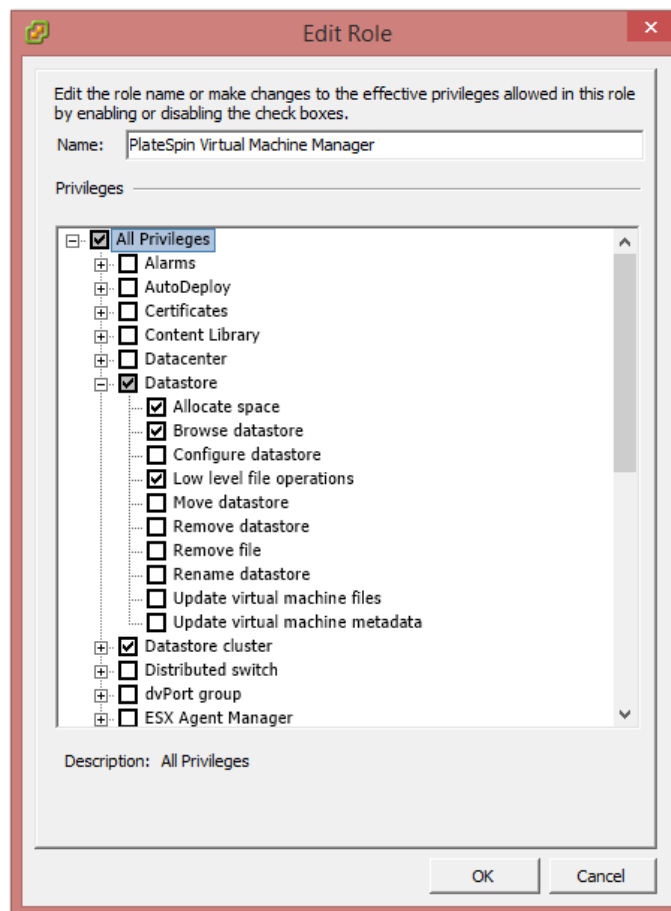 Edit Role
Edit the role name or make changes to the effective privileges allowed in this role
by enabling or disabling the check boxes.
Name: PlateSpin Virtual Machine Manager
Privileges
All Privileges
Alarms
AutoDeploy
Certificates
Content Library
Datacenter
Datastore
Allocate space
Browse datastore
Configure datastore
Low level file operations
Move datastore
Remove datastore
Remove file
Rename datastore
Update virtual machine files
Update virtual machine metadata
Datastore cluster
Distributed switch
dvPort group
ESX Agent Manager
Description: All Privileges
OK Cancel